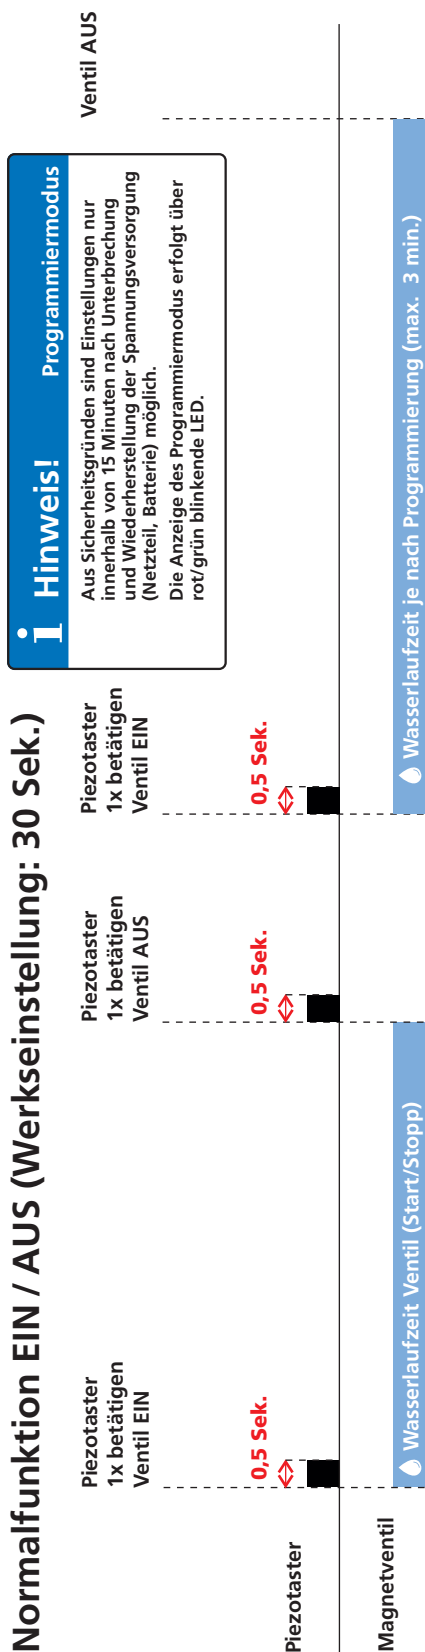 Normalfunktion EIN / AUS (Werkseinstellung: 30 Sek.)
Piezotaster
1x betätigen
Ventil EIN
Piezotaster
1x betätigen
Ventil AUS
Piezotaster
1x betätigen
Ventil EIN
i Hinweis! Programmiermodus
Aus Sicherheitsgründen sind Einstellungen nur
innerhalb von 15 Minuten nach Unterbrechung
und Wiederherstellung der Spannungsversorgung
(Netzteil, Batterie) möglich.
Die Anzeige des Programmiermodus erfolgt über
rot/grün blinkende LED.
Ventil AUS
0,5 Sek.
0,5 Sek.
0,5 Sek.
Piezotaster
Magnetventil
Wasserlaufzeit Ventil (Start/Stopp)
Wasserlaufzeit je nach Programmierung (max. 3 min.)